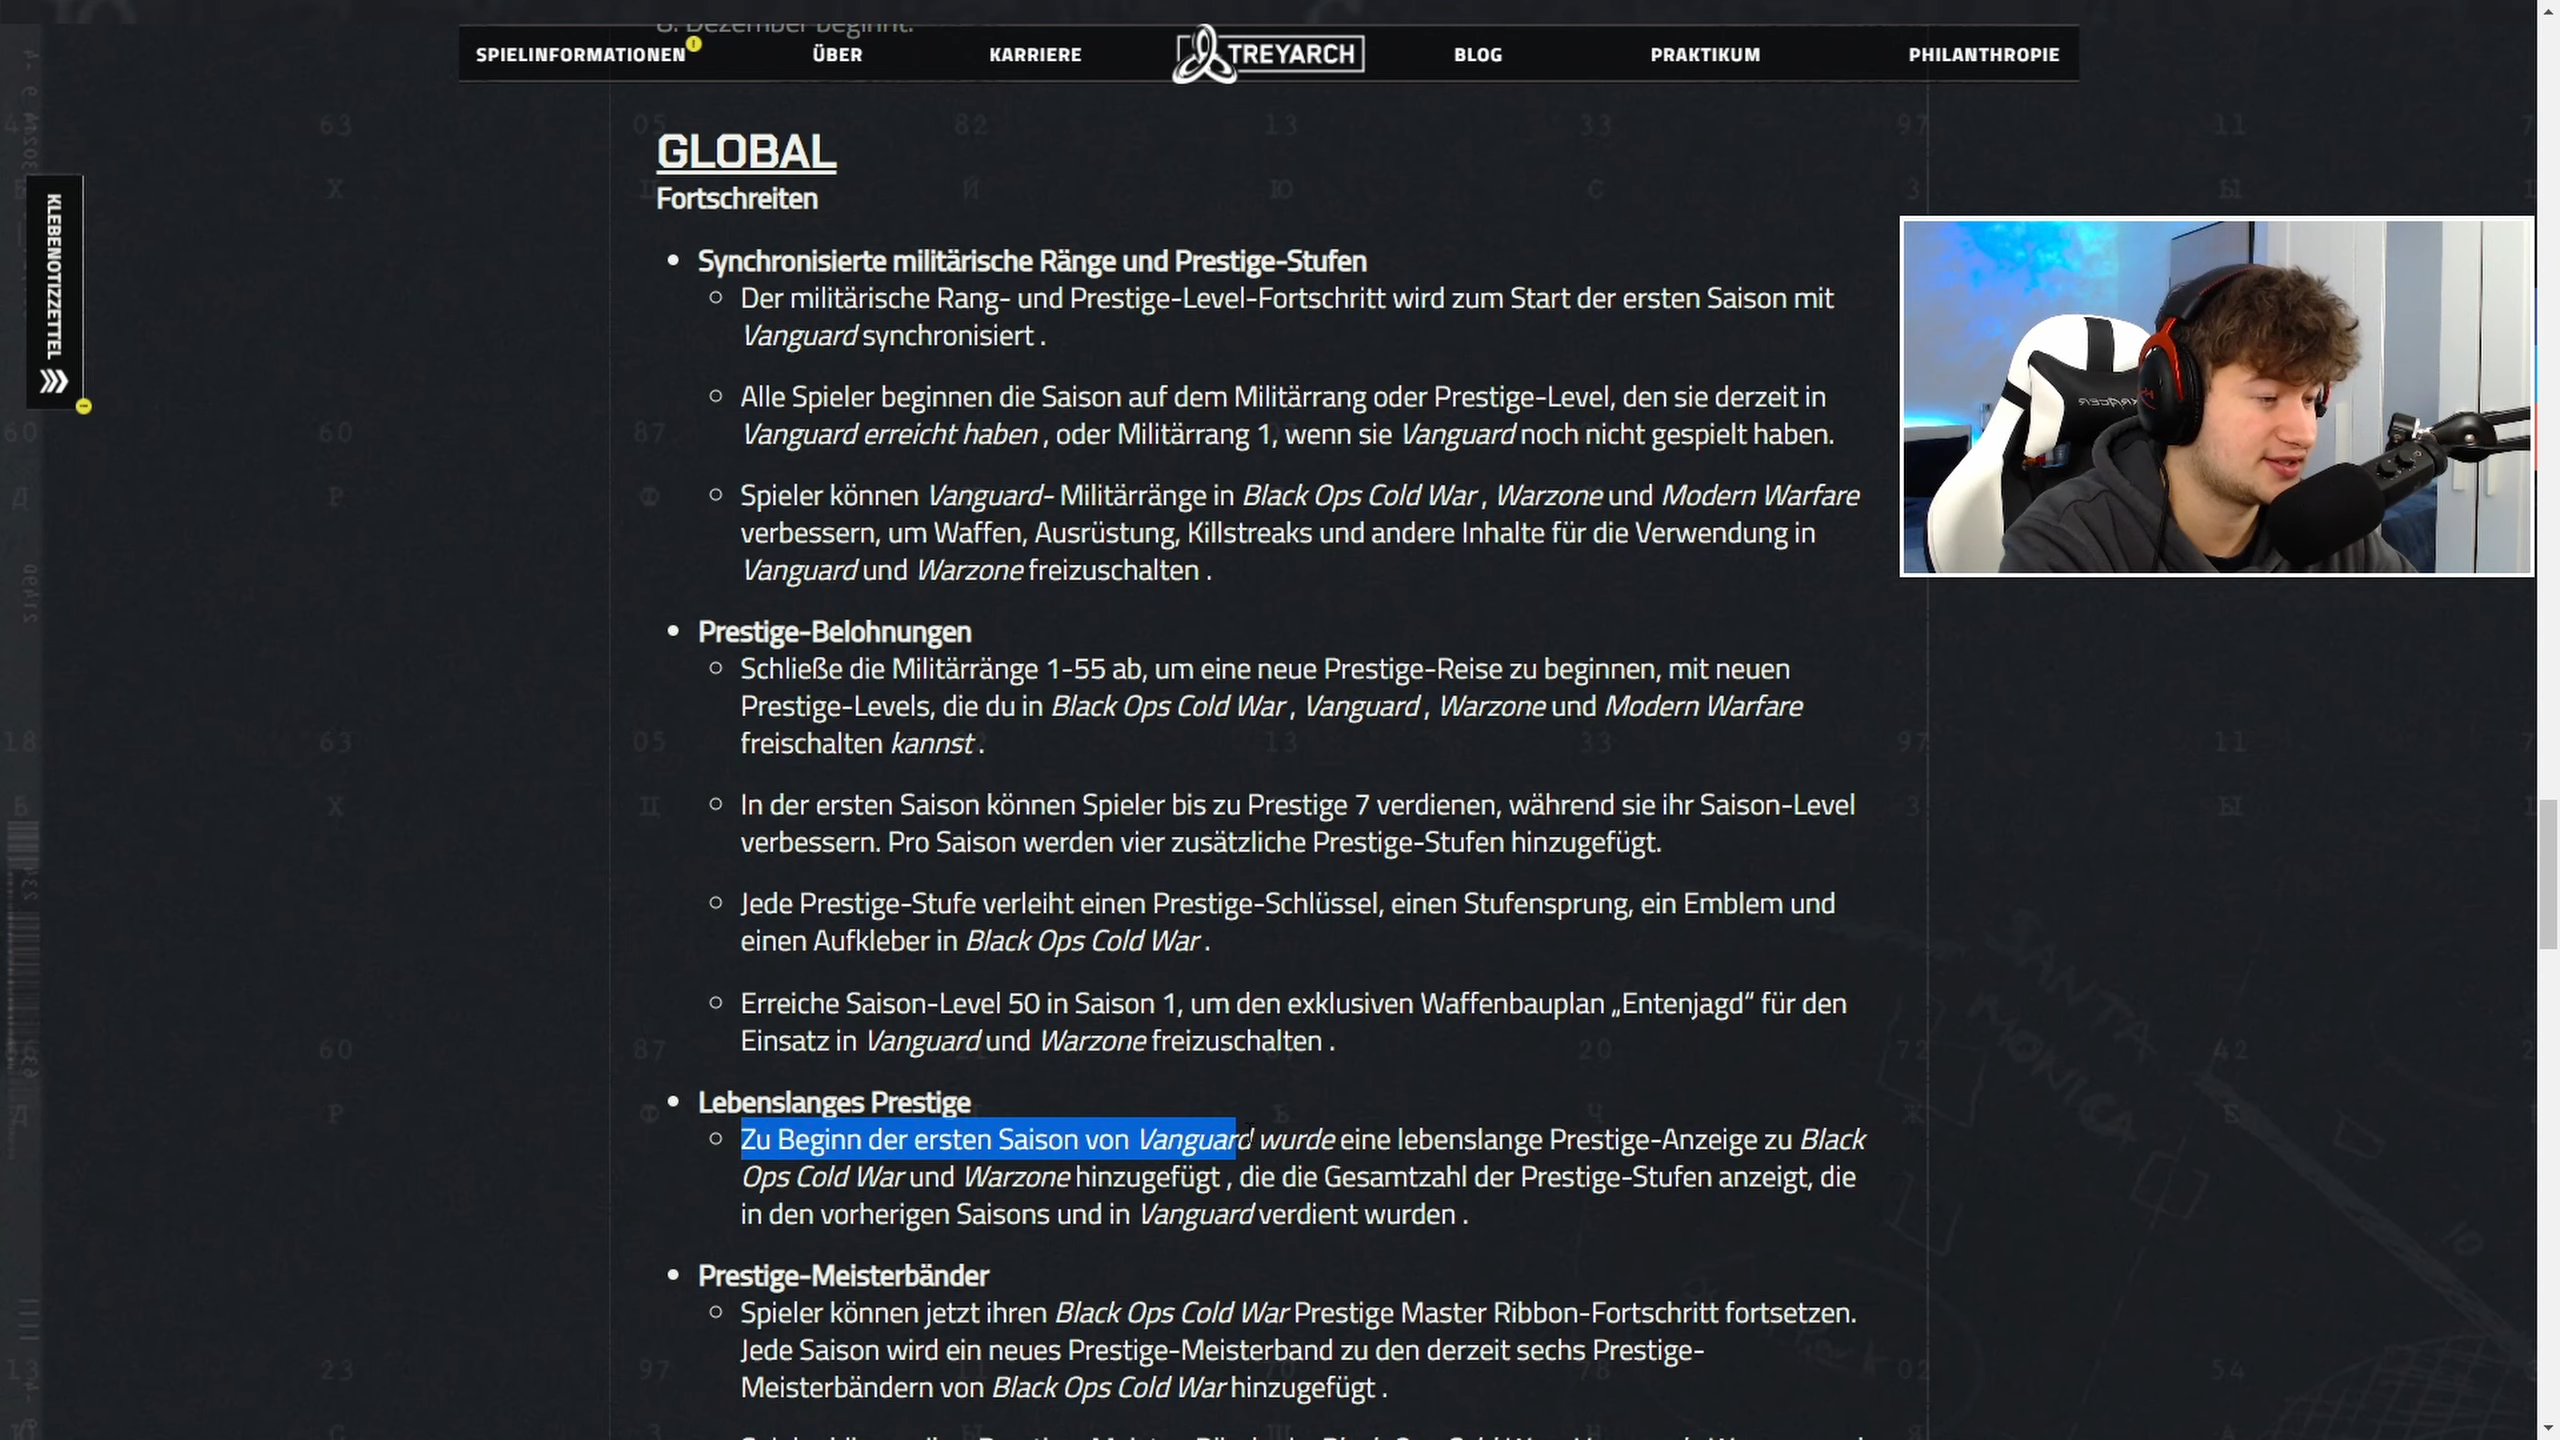 8. Dezember beginnt.
SPIELINFORMATIONEN ÜBER KARRIERE TREYARCH BLOG PRAKTIKUM PHILANTHROPIE
KLEBENOTIZZETTEL
GLOBAL
Fortschreiten
Synchronisierte militärische Ränge und Prestige-Stufen
Der militärische Rang- und Prestige-Level-Fortschritt wird zum Start der ersten Saison mit
Vanguard synchronisiert .
Alle Spieler beginnen die Saison auf dem Militärrang oder Prestige-Level, den sie derzeit in
Vanguard erreicht haben , oder Militärrang 1, wenn sie Vanguard noch nicht gespielt haben.
Spieler können Vanguard- Militärränge in Black Ops Cold War , Warzone und Modern Warfare
verbessern, um Waffen, Ausrüstung, Killstreaks und andere Inhalte für die Verwendung in
Vanguard und Warzone freizuschalten .
Prestige-Belohnungen
Schließe die Militärränge 1-55 ab, um eine neue Prestige-Reise zu beginnen, mit neuen
Prestige-Levels, die du in Black Ops Cold War , Vanguard , Warzone und Modern Warfare
freischalten kannst .
In der ersten Saison können Spieler bis zu Prestige 7 verdienen, während sie ihr Saison-Level
verbessern. Pro Saison werden vier zusätzliche Prestige-Stufen hinzugefügt.
Jede Prestige-Stufe verleiht einen Prestige-Schlüssel, einen Stufensprung, ein Emblem und
einen Aufkleber in Black Ops Cold War .
Erreiche Saison-Level 50 in Saison 1, um den exklusiven Waffenbauplan „Entenjagd“ für den
Einsatz in Vanguard und Warzone freizuschalten .
Lebenslanges Prestige
Zu Beginn der ersten Saison von Vanguard wurde eine lebenslange Prestige-Anzeige zu Black
Ops Cold War und Warzone hinzugefügt , die die Gesamtzahl der Prestige-Stufen anzeigt, die
in den vorherigen Saisons und in Vanguard verdient wurden .
Prestige-Meisterbänder
Spieler können jetzt ihren Black Ops Cold War Prestige Master Ribbon-Fortschritt fortsetzen.
Jede Saison wird ein neues Prestige-Meisterband zu den derzeit sechs Prestige-
Meisterbändern von Black Ops Cold War hinzugefügt .
SANTA
MONICA